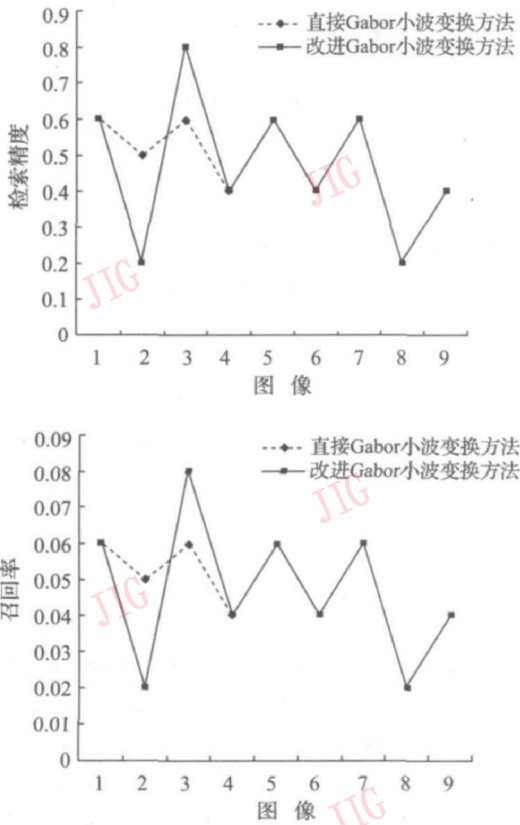 直接Gabor小波变换方法
改进Gabor小波变换方法
0.9
0.8
0.7
0.6
0.5
0.4
0.3
0.2
0.1
0
检索精度
1 2 3 4 5 6 7 8 9
图 像
JIG
JIG
直接Gabor小波变换方法
改进Gabor小波变换方法
0.09
0.08
0.07
0.06
0.05
0.04
0.03
0.02
0.01
0
召回率
1 2 3 4 5 6 7 8 9
图 像
JIG
JIG
JIG